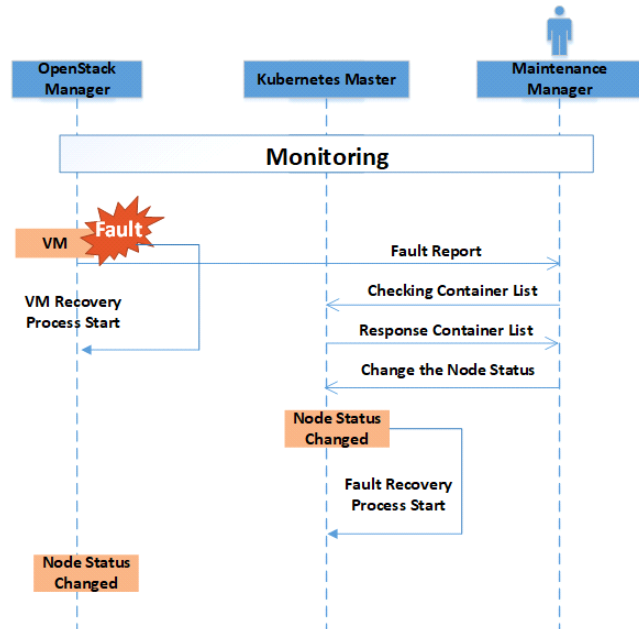 OpenStack
Manager
Kubernetes Master
Maintenance
Manager
Monitoring
Fault
VM
Fault Report
Checking Container List
VM Recovery
Process Start
Response Container List
Change the Node Status
Node Status
Changed
Fault Recovery
Process Start
Node Status
Changed